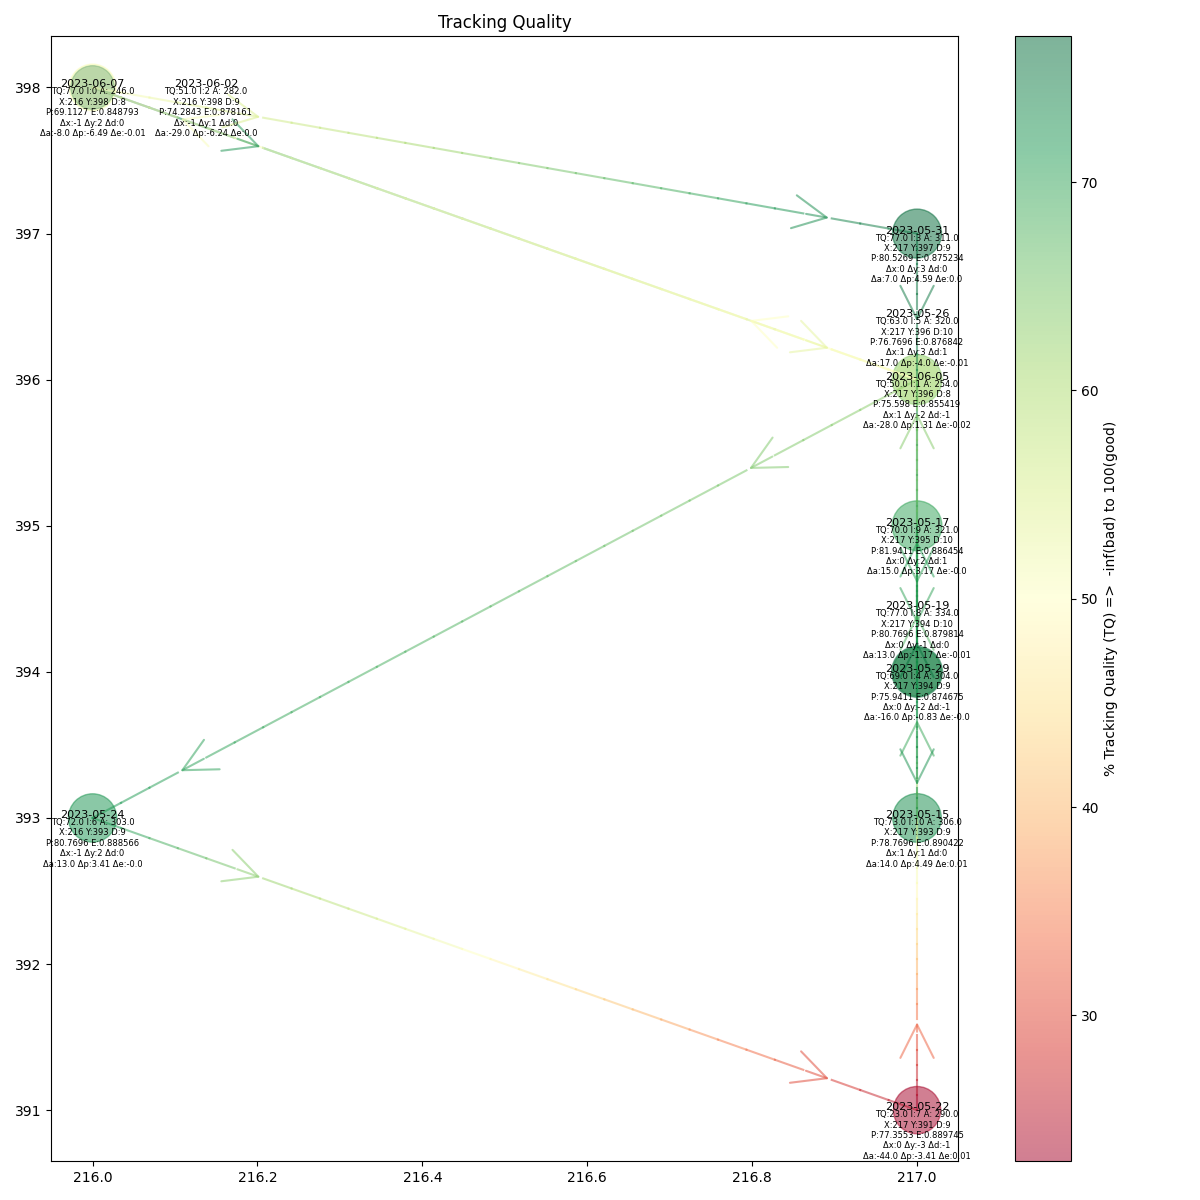 Tracking Quality
398
397
396
395
394
393
392
391
2023-06-07
TQ:77.0 I:0 A: 246.0
X:216 Y:398 D:8
P:69.1127 E:0.848793
Δx:-1 Δy:2 Δd:0
Δa:-8.0 Δp:-6.49 Δe:-0.01
2023-06-02
TQ:51.0 I:2 A: 282.0
X:216 Y:398 D:9
P:74.2843 E:0.878161
Δx:-1 Δy:1 Δd:0
Δa:-29.0 Δp:-6.24 Δe:0.0
2023-05-31
TQ:77.0 I:3 A: 311.0
X:217 Y:397 D:9
P:80.5269 E:0.875234
Δx:0 Δy:3 Δd:0
Δa:7.0 Δp:4.59 Δe:0.0
2023-05-26
TQ:63.0 I:5 A: 320.0
X:217 Y:396 D:10
P:76.7696 E:0.876842
Δx:1 Δy:3 Δd:1
Δa:17.0 Δp:-4.0 Δe:-0.01
2023-06-05
TQ:50.0 I:1 A: 254.0
X:217 Y:396 D:8
P:75.598 E:0.855419
Δx:1 Δy:-2 Δd:-1
Δa:-28.0 Δp:1.31 Δe:-0.02
2023-05-17
TQ:70.0 I:9 A: 321.0
X:217 Y:395 D:10
P:81.9411 E:0.886454
Δx:0 Δy:2 Δd:1
Δa:15.0 Δp:3.17 Δe:-0.0
2023-05-19
TQ:77.0 I:8 A: 334.0
X:217 Y:394 D:10
P:80.7696 E:0.879814
Δx:0 Δy:-1 Δd:0
Δa:13.0 Δp:-1.17 Δe:-0.01
2023-05-29
TQ:69.0 I:4 A: 304.0
X:217 Y:394 D:9
P:75.9411 E:0.874675
Δx:0 Δy:-2 Δd:-1
Δa:-16.0 Δp:-0.83 Δe:-0.0
2023-05-24
TQ:72.0 I:6 A: 303.0
X:216 Y:393 D:9
P:80.7696 E:0.888566
Δx:-1 Δy:2 Δd:0
Δa:13.0 Δp:3.41 Δe:-0.0
2023-05-15
TQ:73.0 I:10 A: 306.0
X:217 Y:393 D:9
P:78.7696 E:0.890422
Δx:1 Δy:1 Δd:0
Δa:14.0 Δp:4.49 Δe:0.01
2023-05-22
TQ:23.0 I:7 A: 290.0
X:217 Y:391 D:9
P:77.3553 E:0.889745
Δx:0 Δy:-3 Δd:-1
Δa:-44.0 Δp:-3.41 Δe:0.01
216.0
216.2
216.4
216.6
216.8
217.0
70
60
50
40
30
% Tracking Quality (TQ) => -inf(bad) to 100(good)